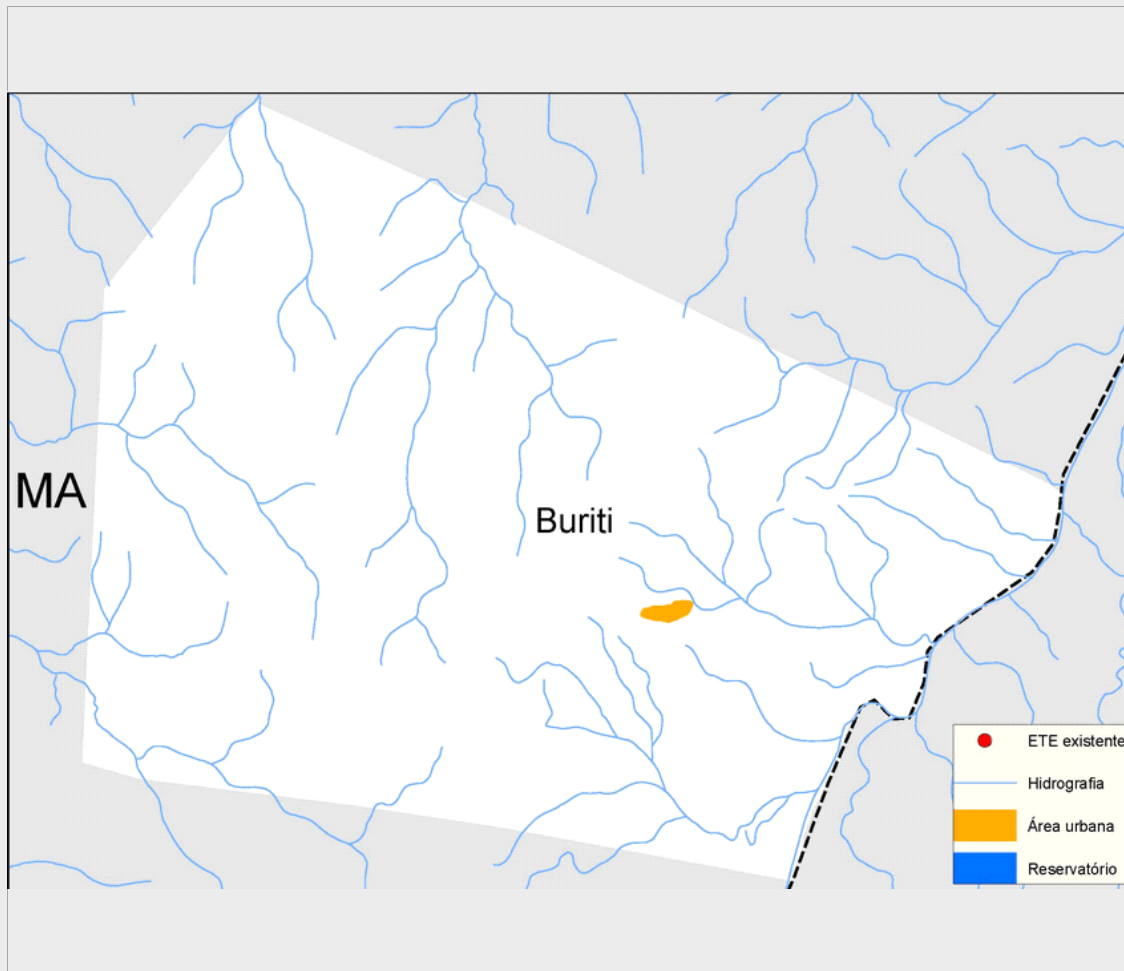 MA
Buriti
ETE existente
Hidrografia
Área urbana
Reservatório